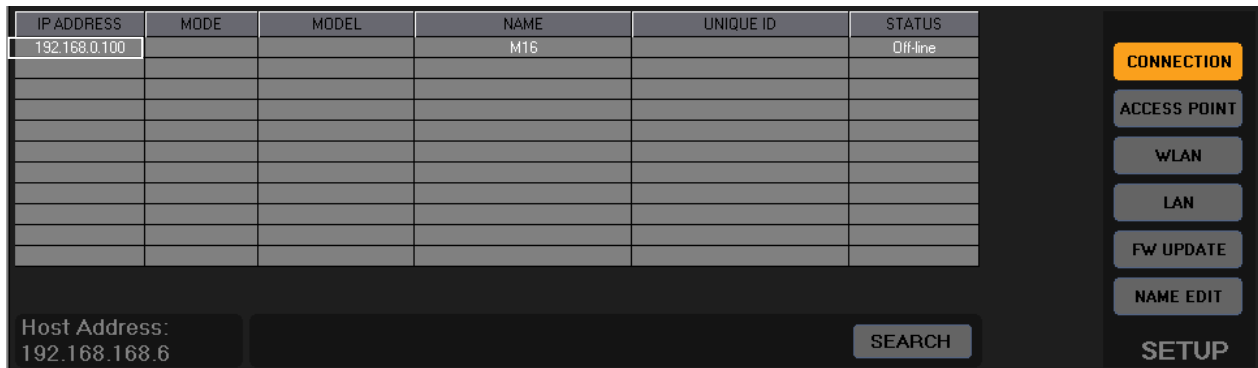 IP ADDRESS MODE MODEL NAME UNIQUE ID STATUS
192.168.0.100 M16 Off-line
CONNECTION
ACCESS POINT
WLAN
LAN
FW UPDATE
NAME EDIT
Host Address:
192.168.168.6
SEARCH
SETUP